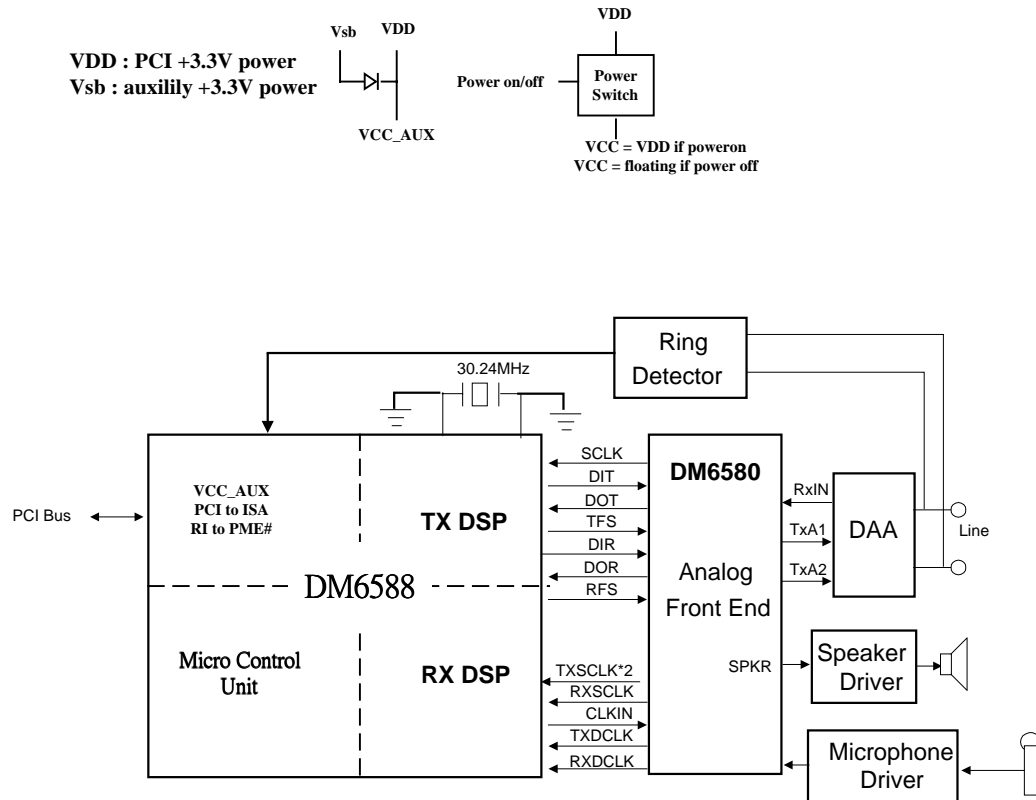 Vsb VDD
VDD : PCI +3.3V power
Vsb : auxilily +3.3V power
VCC_AUX
VDD
Power on/off
Power
Switch
VCC = VDD if poweron
VCC = floating if power off
Ring
Detector
30.24MHz
PCI Bus
VCC_AUX
PCI to ISA
RI to PME#
TX DSP
DM6588
Micro Control
Unit
RX DSP
SCLK
DIT
DOT
TFS
DIR
DOR
RFS
TXSCLK*2
RXSCLK
CLKIN
TXDCLK
RXDCLK
DM6580
Analog
Front End
SPKR
RxIN
TxA1
TxA2
DAA
Line
Speaker
Driver
Microphone
Driver